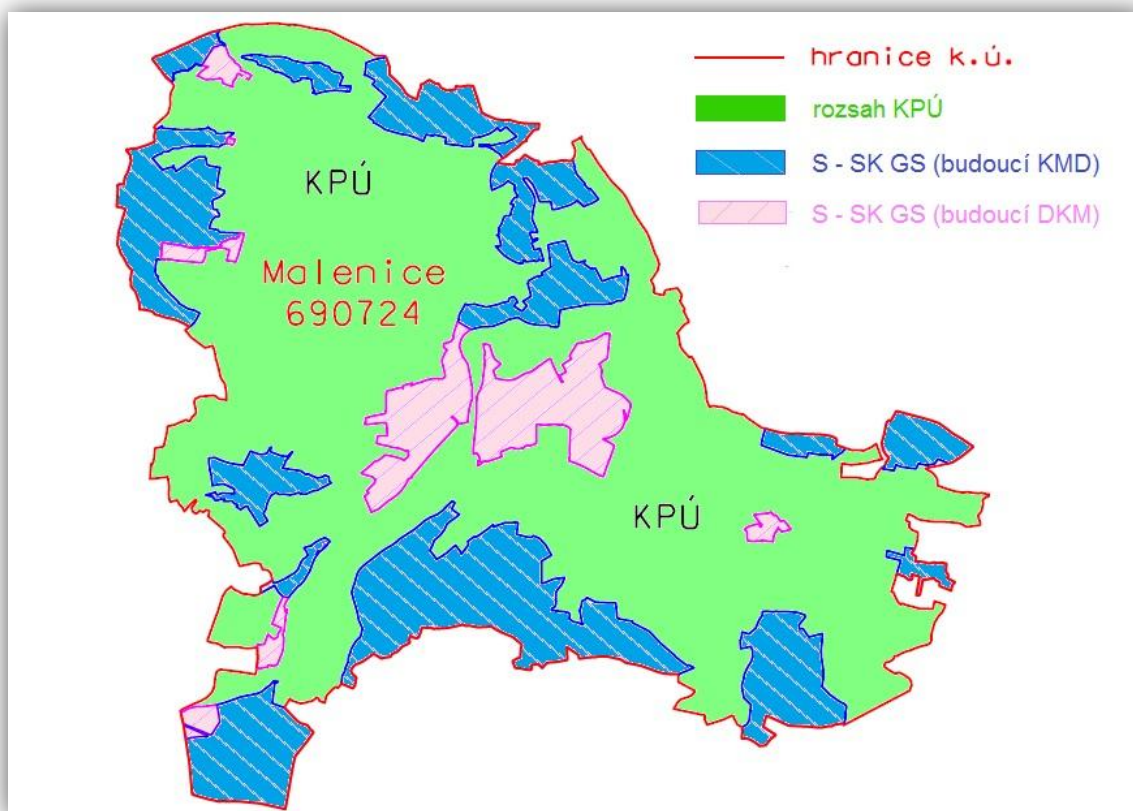 hranice k.ú.
rozsah KPÚ
S - SK GS (budoucí KMD)
S - SK GS (budoucí DKM)
KPÚ
Malenice
690724
KPÚ